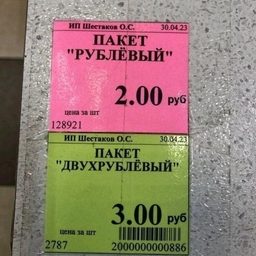 ИП Шестаков О.С. 30.04.23
ПАКЕТ
"РУБЛЁВЫЙ"
2.00 руб
цена за шт
128921
ИП Шестаков О.С. 30.04.23
ПАКЕТ
"ДВУХРУБЛЁВЫЙ"
3.00 руб
цена за шт
2787 2000000000886